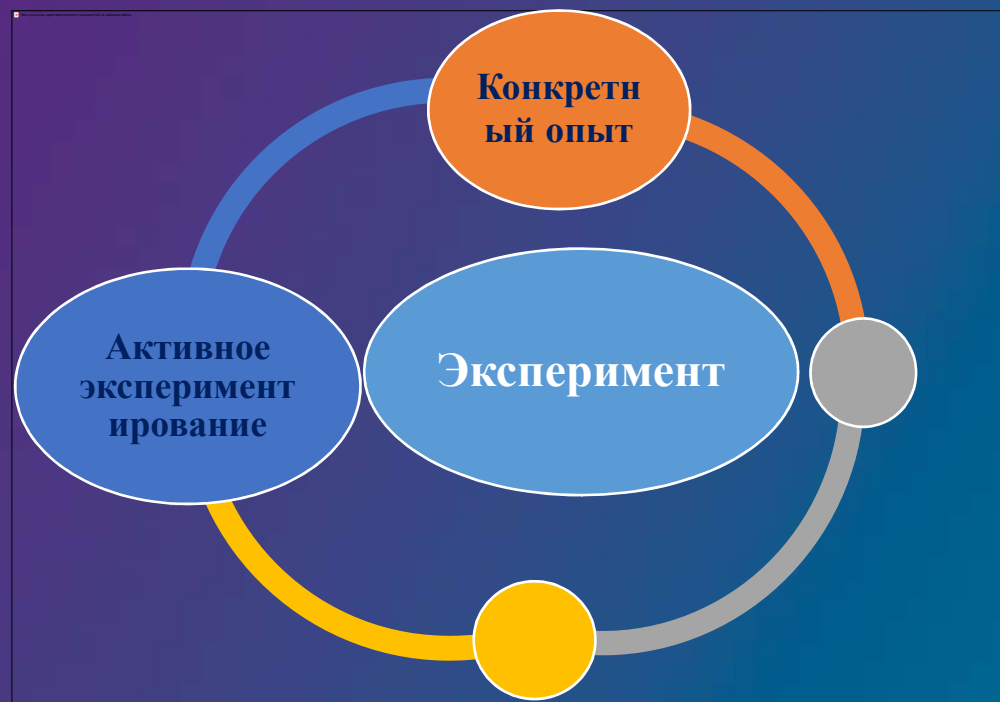 Конкретн
ый опыт
Активное
эксперимент
ирование
Эксперимент